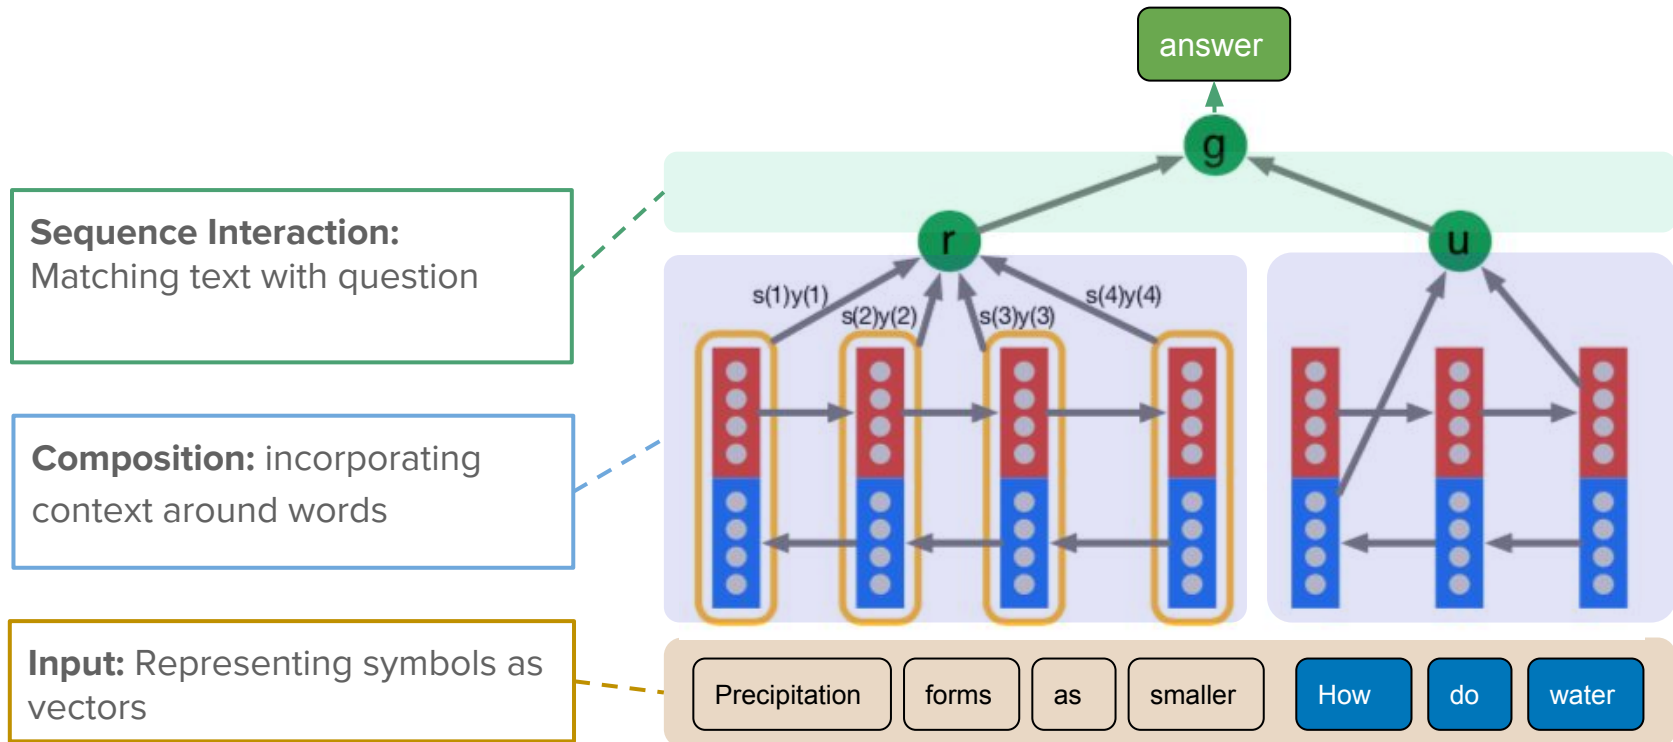 answer
g
Sequence Interaction:
Matching text with question
r
u
s(1)y(1)
s(2)y(2)
s(3)y(3)
s(4)y(4)
Composition: incorporating
context around words
Input: Representing symbols as
vectors
Precipitation forms as smaller How do water